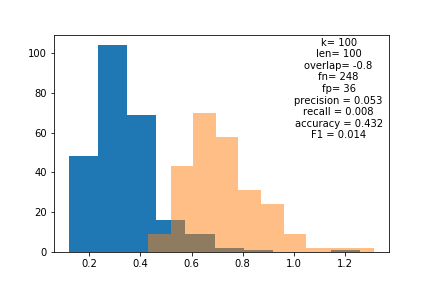 k= 100
len= 100
overlap= -0.8
fn= 248
fp= 36
precision = 0.053
recall = 0.008
accuracy = 0.432
F1 = 0.014
100
80
60
40
20
0
0.2 0.4 0.6 0.8 1.0 1.2